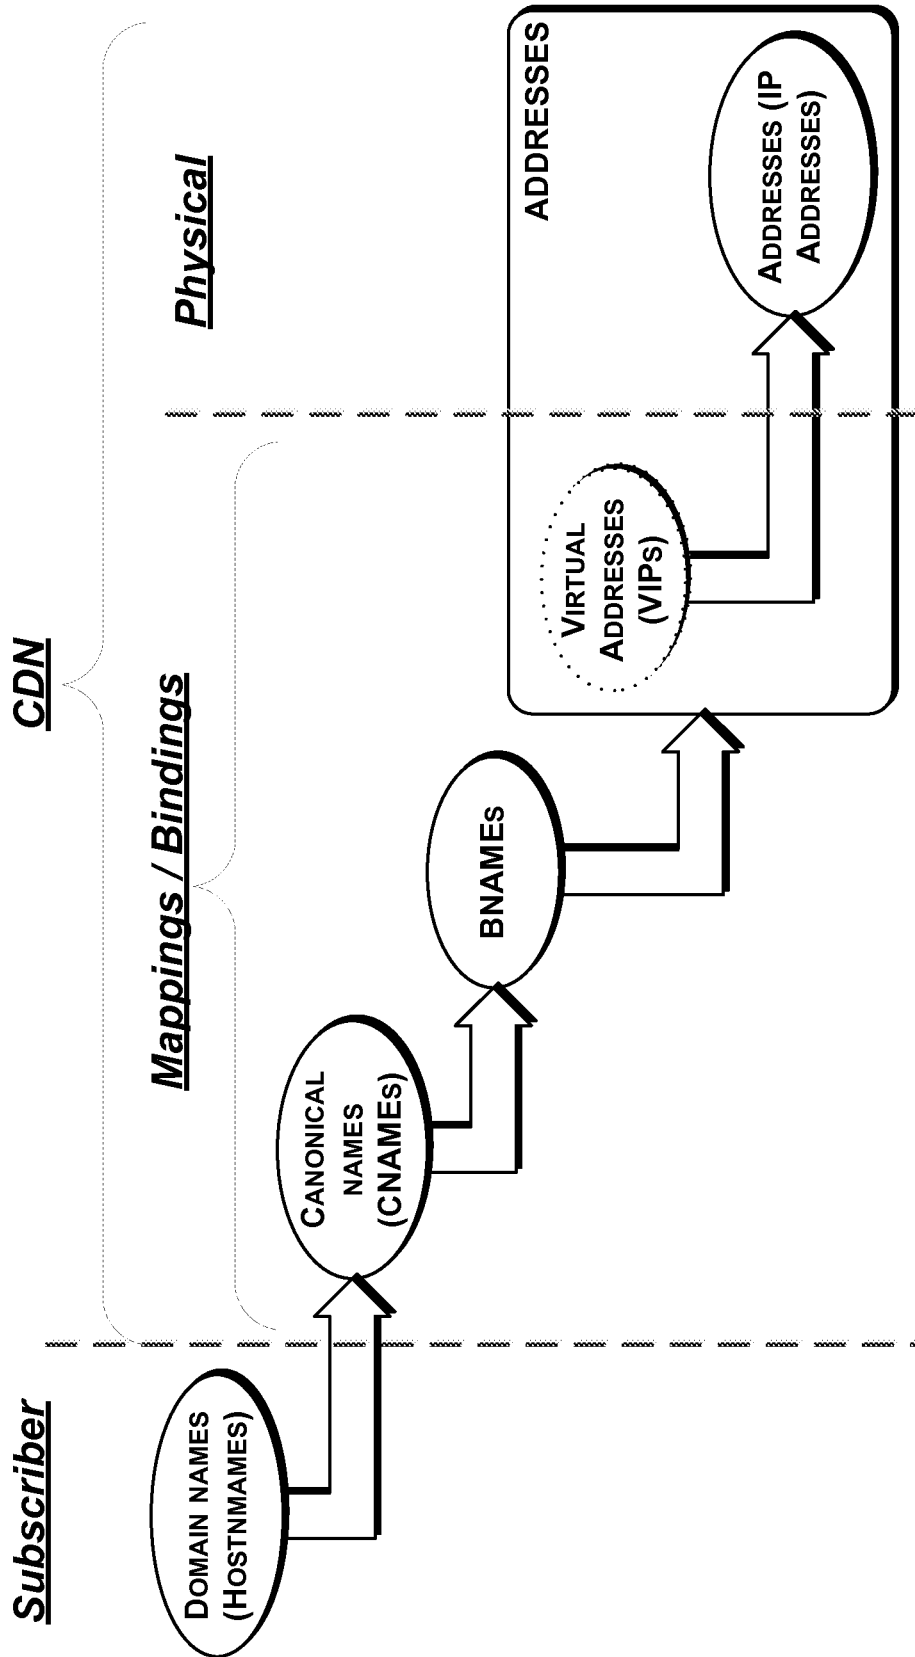 Subscriber
CDN
Mappings / Bindings
Physical
DOMAIN NAMES
(HOSTNMAMES)
CANONICAL
NAMES
(CNAMES)
BNAMES
ADDRESSES
VIRTUAL
ADDRESSES
(VIPS)
ADDRESSES (IP
ADDRESSES)